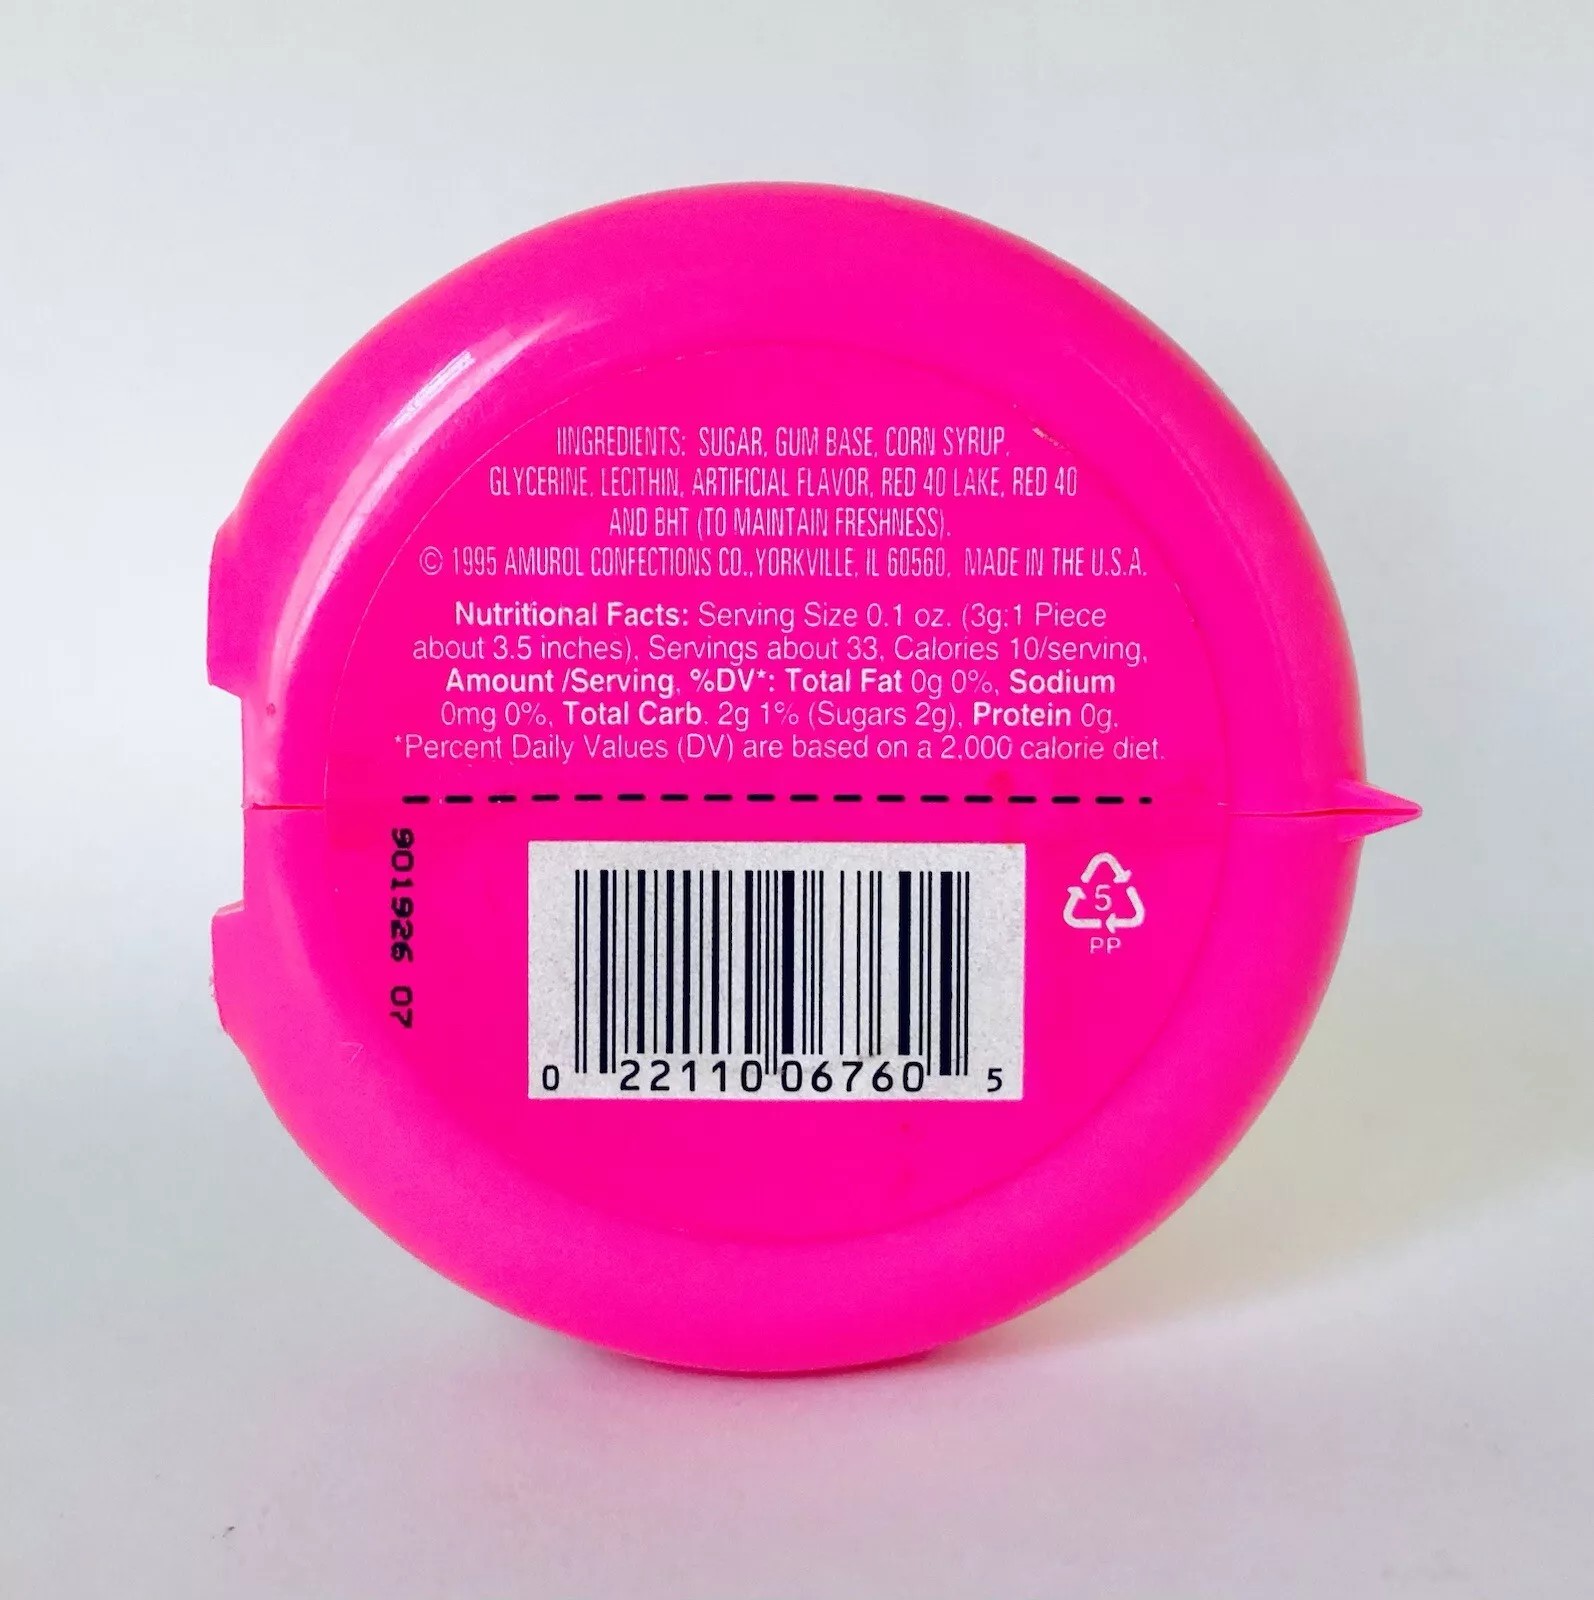 IINGREDIENTS: SUGAR, GUM BASE, CORN SYRUP,
GLYCERINE, LECITHIN, ARTIFICIAL FLAVOR, RED 40 LAKE, RED 40
AND BHT (TO MAINTAIN FRESHNESS).
© 1995 AMUROL CONFECTIONS CO., YORKVILLE, IL 60560. MADE IN THE U.S.A.
Nutritional Facts: Serving Size 0.1 oz. (3g:1 Piece
about 3.5 inches), Servings about 33, Calories 10/serving,
Amount /Serving, %DV*: Total Fat 0g 0%, Sodium
0mg 0%, Total Carb. 2g 1% (Sugars 2g), Protein 0g.
*Percent Daily Values (DV) are based on a 2,000 calorie diet.
901926 07
0 22110 06760 5
5
PP